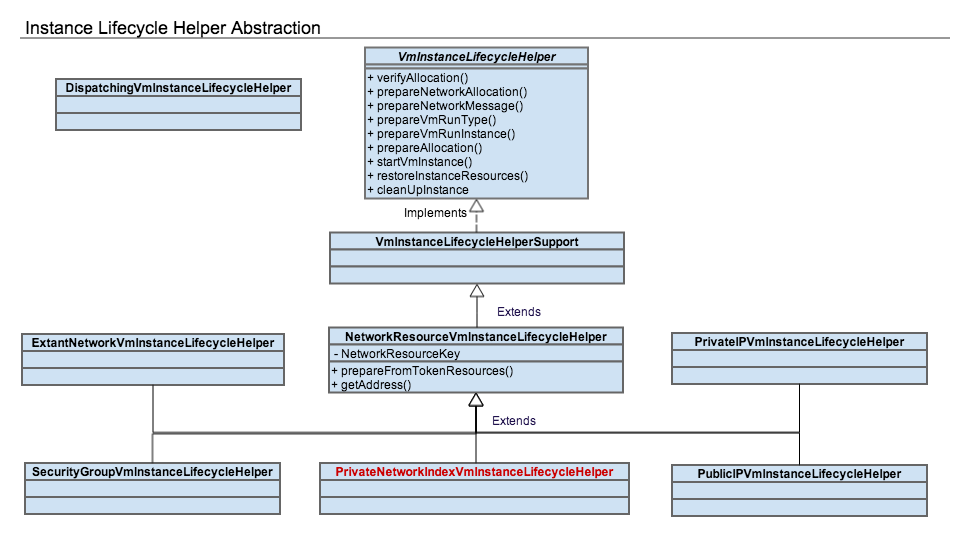 Instance Lifecycle Helper Abstraction
VmInstanceLifecycleHelper
+ verifyAllocation()
+ prepareNetworkAllocation()
+ prepareNetworkMessage()
+ prepareVmRunType()
+ prepareVmRunInstance()
+ prepareAllocation()
+ startVmInstance()
+ restoreInstanceResources()
+ cleanUpInstance
DispatchingVmInstanceLifecycleHelper
Implements
VmInstanceLifecycleHelperSupport
Extends
ExtantNetworkVmInstanceLifecycleHelper
NetworkResourceVmInstanceLifecycleHelper
- NetworkResourceKey
+ prepareFromTokenResources()
+ getAddress()
PrivateIPVmInstanceLifecycleHelper
Extends
SecurityGroupVmInstanceLifecycleHelper
PrivateNetworkIndexVmInstanceLifecycleHelper
PublicIPVmInstanceLifecycleHelper